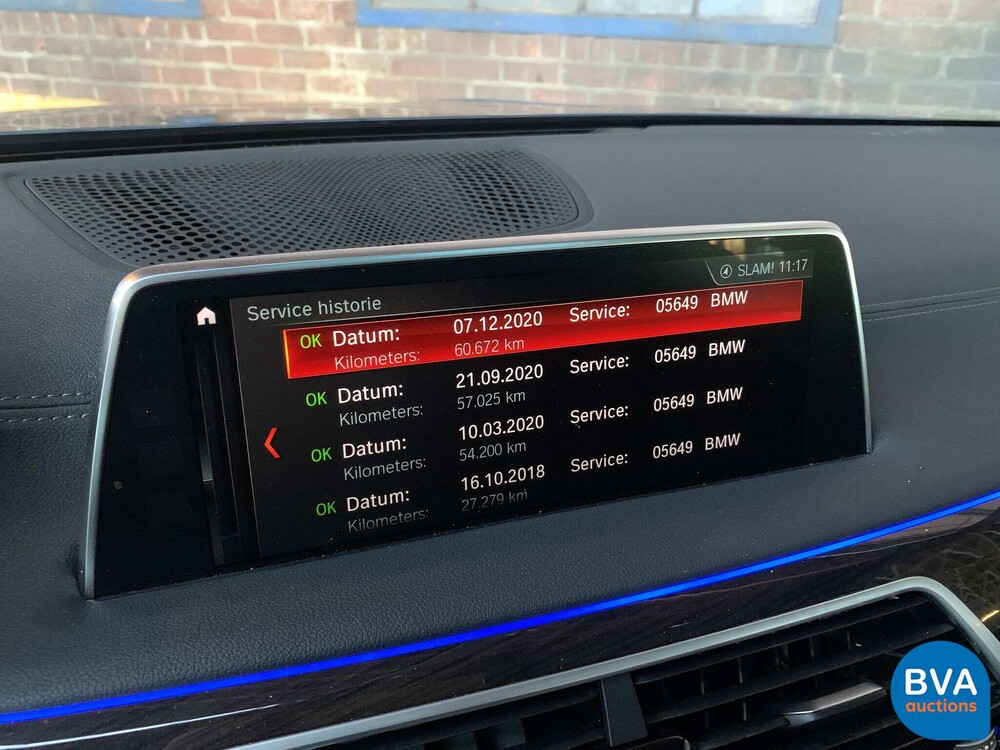 SLAM! 11:17
Service historie
OK Datum: 07.12.2020 Service: 05649 BMW
Kilometers: 60.672 km
OK Datum: 21.09.2020 Service: 05649 BMW
Kilometers: 57.025 km
OK Datum: 10.03.2020 Service: 05649 BMW
Kilometers: 54.200 km
OK Datum: 16.10.2018 Service: 05649 BMW
Kilometers: 27.279 km
BVA
auctions